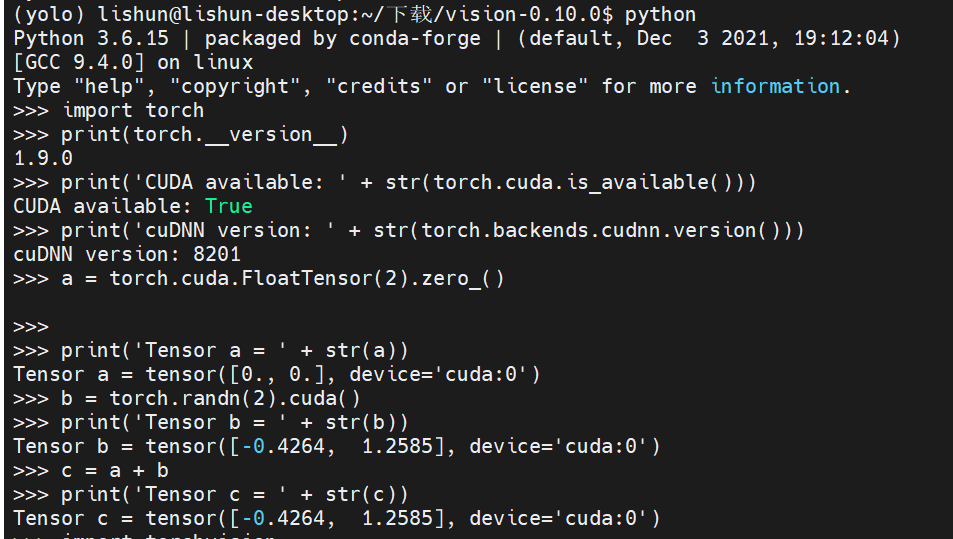 (yolo) lishun@lishun-desktop:~/下载/vision-0.10.0$ python
Python 3.6.15 | packaged by conda-forge | (default, Dec  3 2021, 19:12:04)
[GCC 9.4.0] on linux
Type "help", "copyright", "credits" or "license" for more information.
>>> import torch
>>> print(torch.__version__)
1.9.0
>>> print('CUDA available: ' + str(torch.cuda.is_available()))
CUDA available: True
>>> print('cuDNN version: ' + str(torch.backends.cudnn.version()))
cuDNN version: 8201
>>> a = torch.cuda.FloatTensor(2).zero_()
>>>
>>> print('Tensor a = ' + str(a))
Tensor a = tensor([0., 0.], device='cuda:0')
>>> b = torch.randn(2).cuda()
>>> print('Tensor b = ' + str(b))
Tensor b = tensor([-0.4264,  1.2585], device='cuda:0')
>>> c = a + b
>>> print('Tensor c = ' + str(c))
Tensor c = tensor([-0.4264,  1.2585], device='cuda:0')
>>> import torchvision